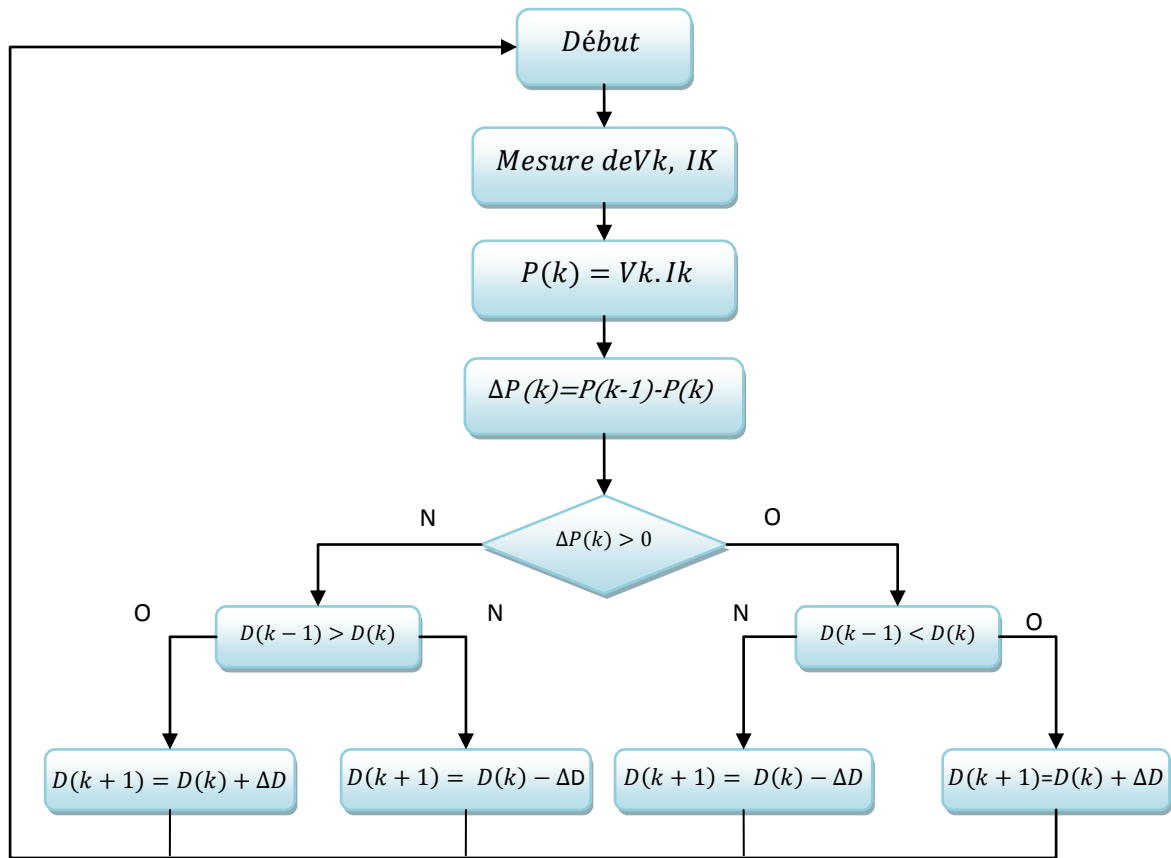 Début
Mesure deVk, IK
P(k) = Vk.Ik
ΔP(k)=P(k-1)-P(k)
N
ΔP(k) > 0
O
O
D(k − 1) > D(k)
N
N
D(k − 1) < D(k)
O
D(k + 1) = D(k) + ΔD
D(k + 1) = D(k) − ΔD
D(k + 1) = D(k) − ΔD
D(k + 1)=D(k) + ΔD